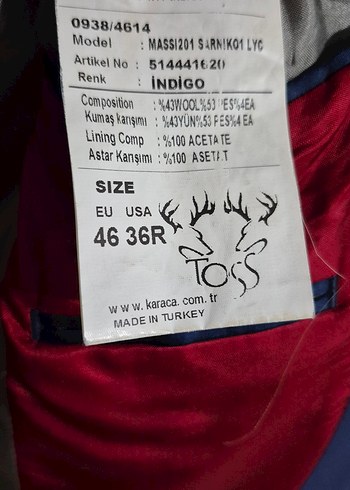 0938/4614
Model : MASSI201 SARNIKO1 LYC
Artikel No : 514441620
Renk : İNDİGO
Composition : %43WOOL%53 PES%4EA
Kumaş karışımı : %43YÜN%53 PES%4 EA
Lining Comp : %100 ACETATE
Astar Karışımı : %100 ASETAT
SIZE
EU USA
46 36R
TOSS
www.karaca.com.tr
MADE IN TURKEY